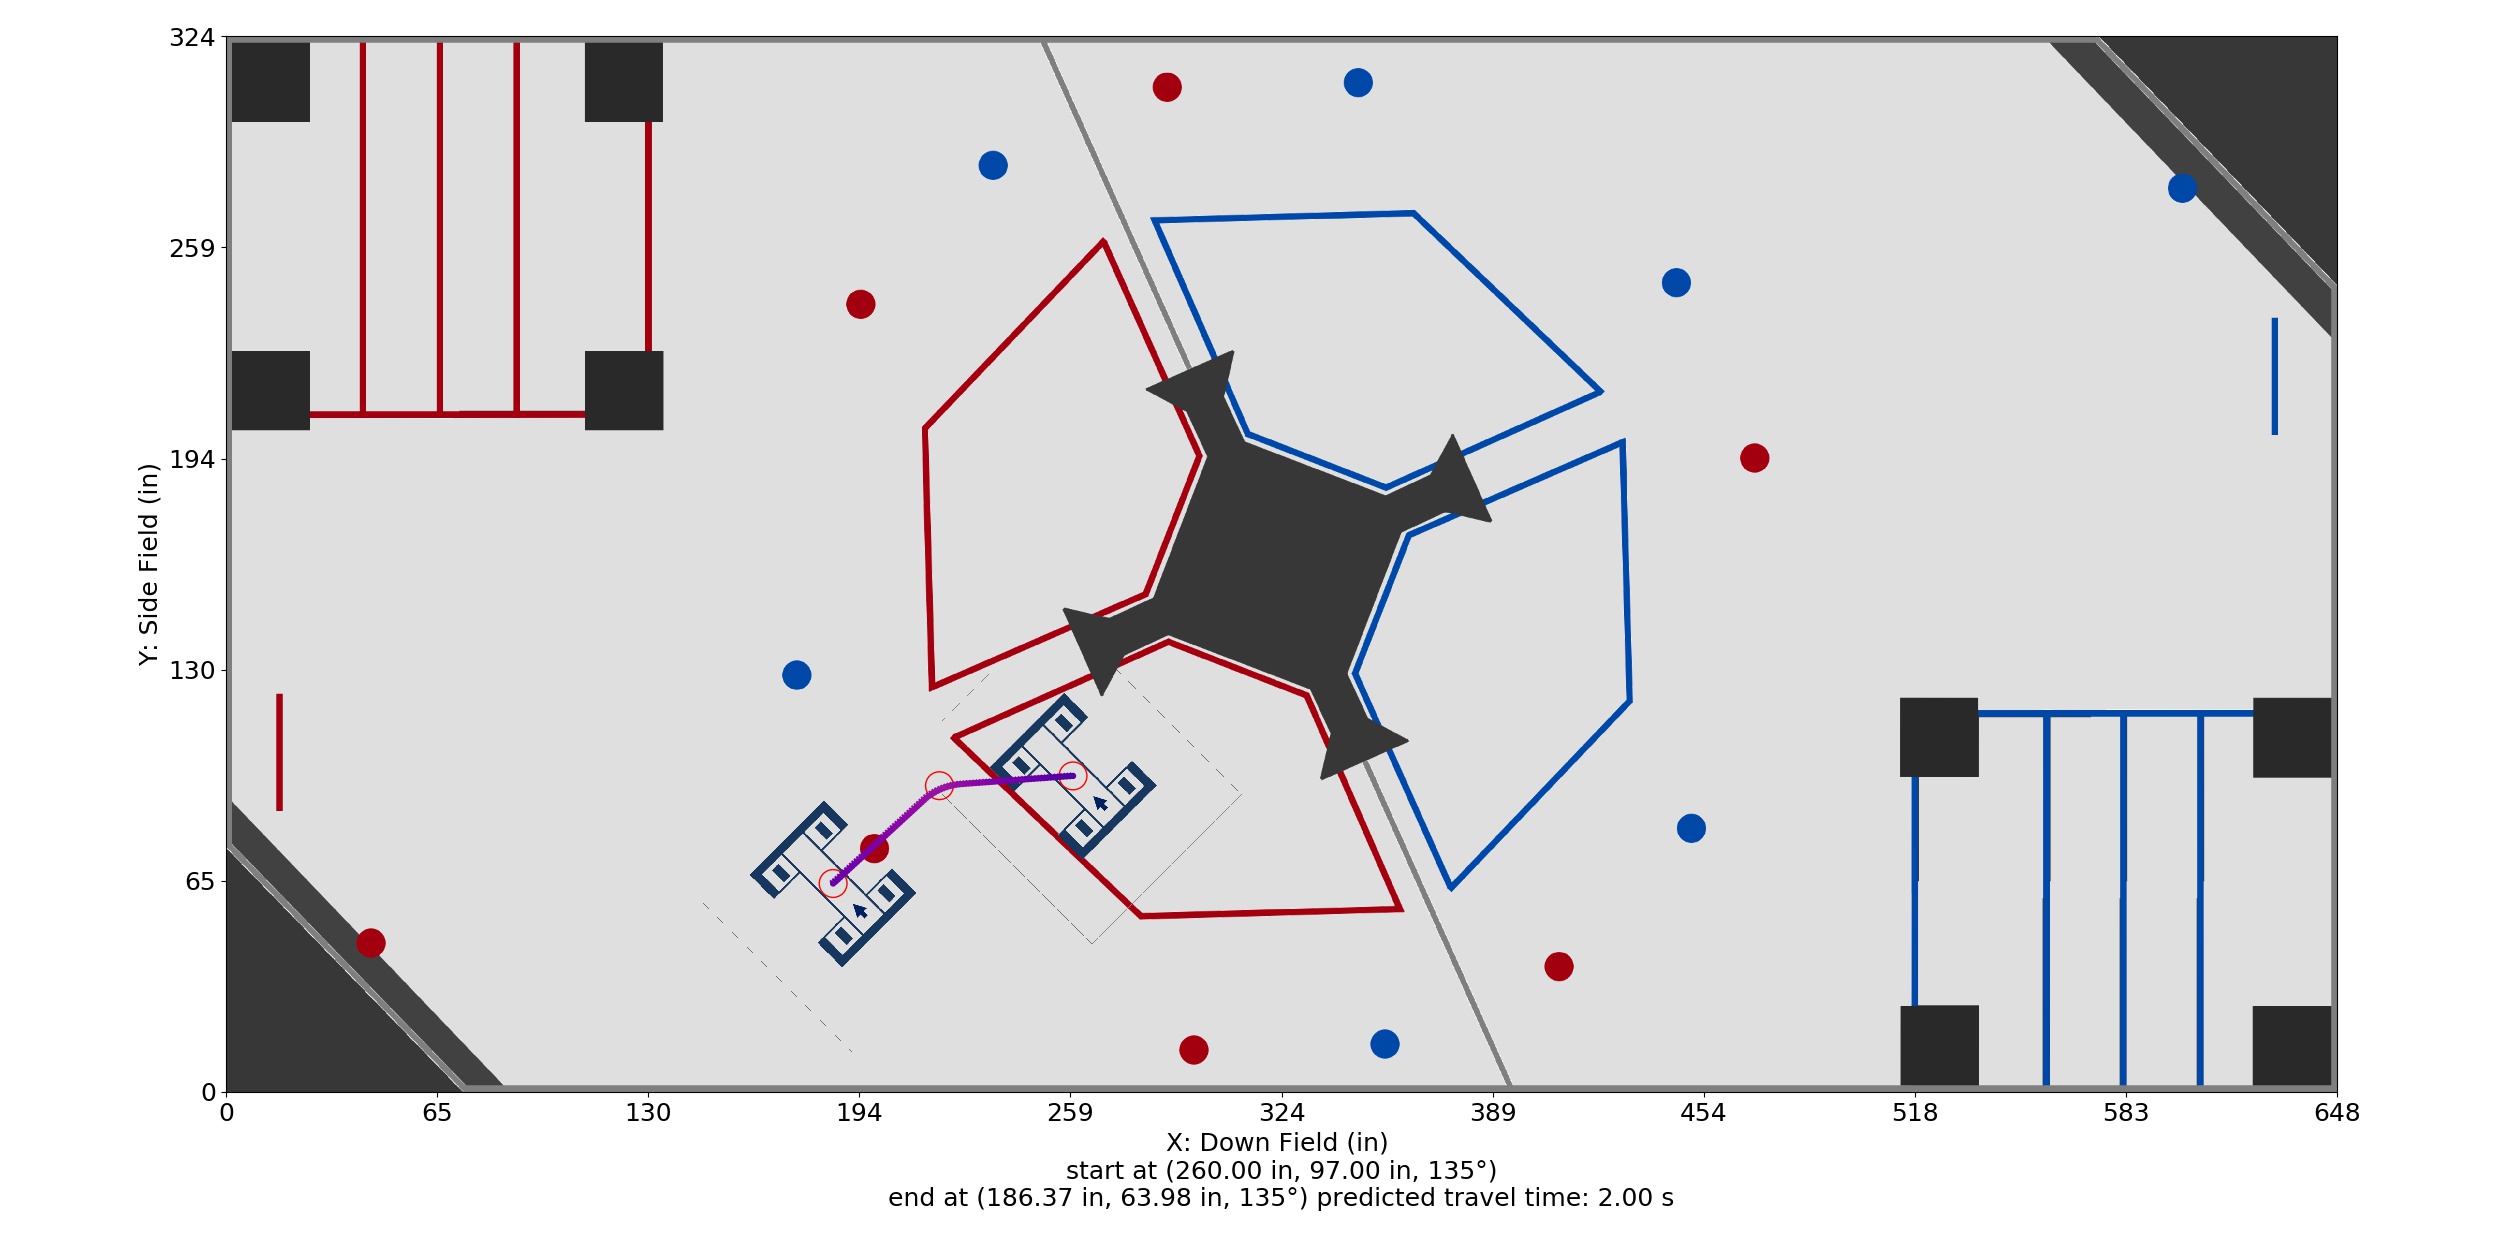 324
259
194
130
65
0
Y: Side Field (in)
0 65 130 194 259 324 389 454 518 583 648
X: Down Field (in)
start at (260.00 in, 97.00 in, 135°)
end at (186.37 in, 63.98 in, 135°) predicted travel time: 2.00 s